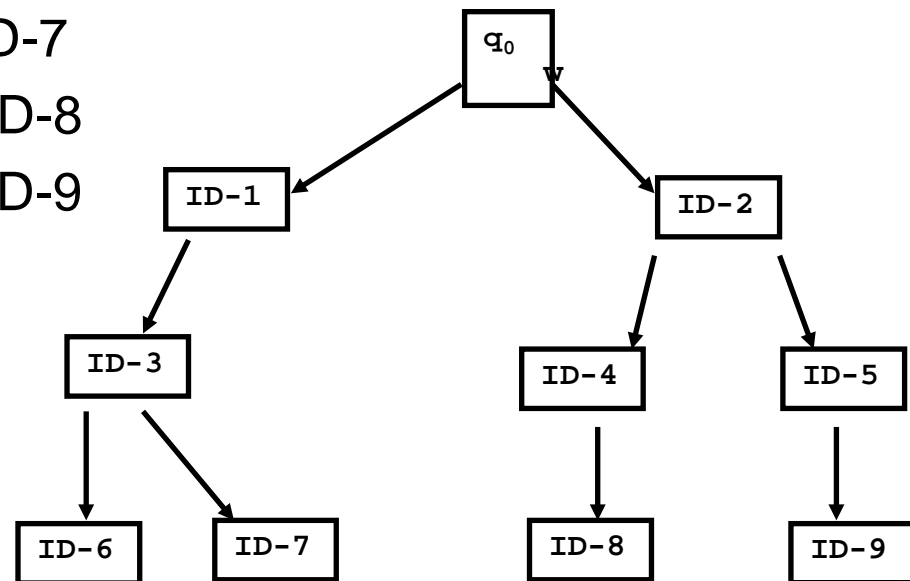 D-7
D-8
D-9
q₀
w
ID-1
ID-2
ID-3
ID-4
ID-5
ID-6
ID-7
ID-8
ID-9